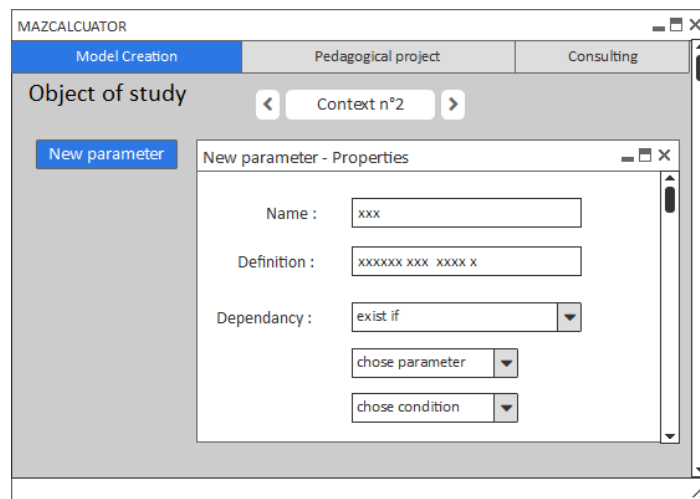 MAZCALCUATOR
Model Creation
Pedagogical project
Consulting
Object of study
Context n°2
New parameter
New parameter - Properties
Name :
xxx
Definition :
xxxxxx xxx xxxx x
Dependancy :
exist if
chose parameter
chose condition